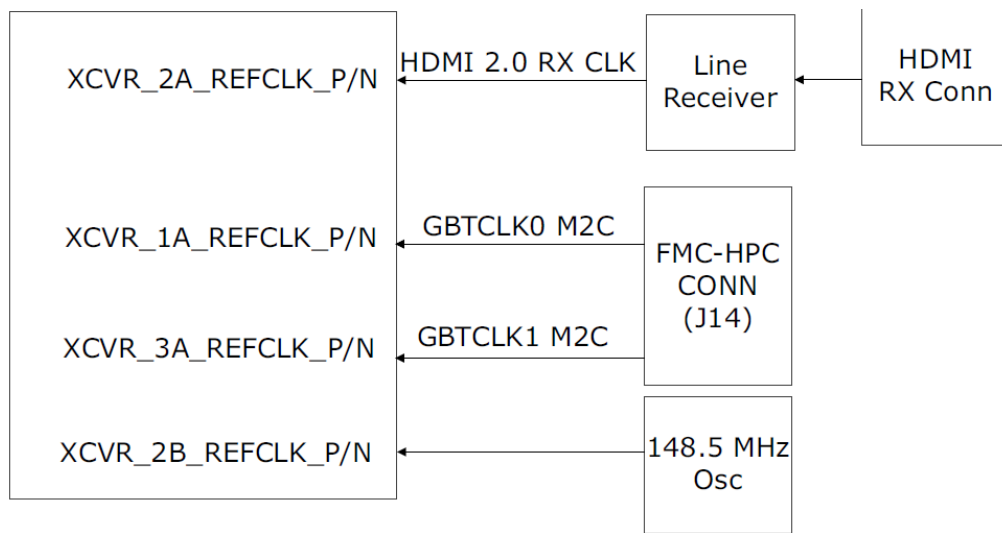 XCVR_2A_REFCLK_P/N
HDMI 2.0 RX CLK
Line
Receiver
HDMI
RX Conn
XCVR_1A_REFCLK_P/N
GBTCLK0 M2C
FMC-HPC
CONN
(J14)
XCVR_3A_REFCLK_P/N
GBTCLK1 M2C
XCVR_2B_REFCLK_P/N
148.5 MHz
Osc